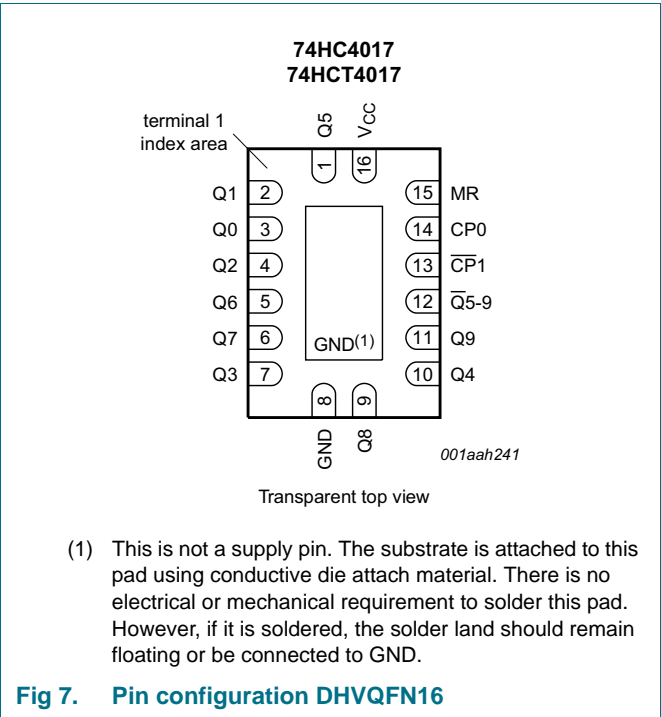 74HC4017
74HCT4017
terminal 1
index area
Q5
VCC
1
16
Q1 2
15 MR
Q0 3
14 CP0
Q2 4
13 C̅P̅1
Q6 5
12 Q̅5-9
Q7 6
11 Q9
GND(1)
Q3 7
10 Q4
8
9
GND
Q8
001aah241
Transparent top view
(1) This is not a supply pin. The substrate is attached to this
pad using conductive die attach material. There is no
electrical or mechanical requirement to solder this pad.
However, if it is soldered, the solder land should remain
floating or be connected to GND.
Fig 7. Pin configuration DHVQFN16